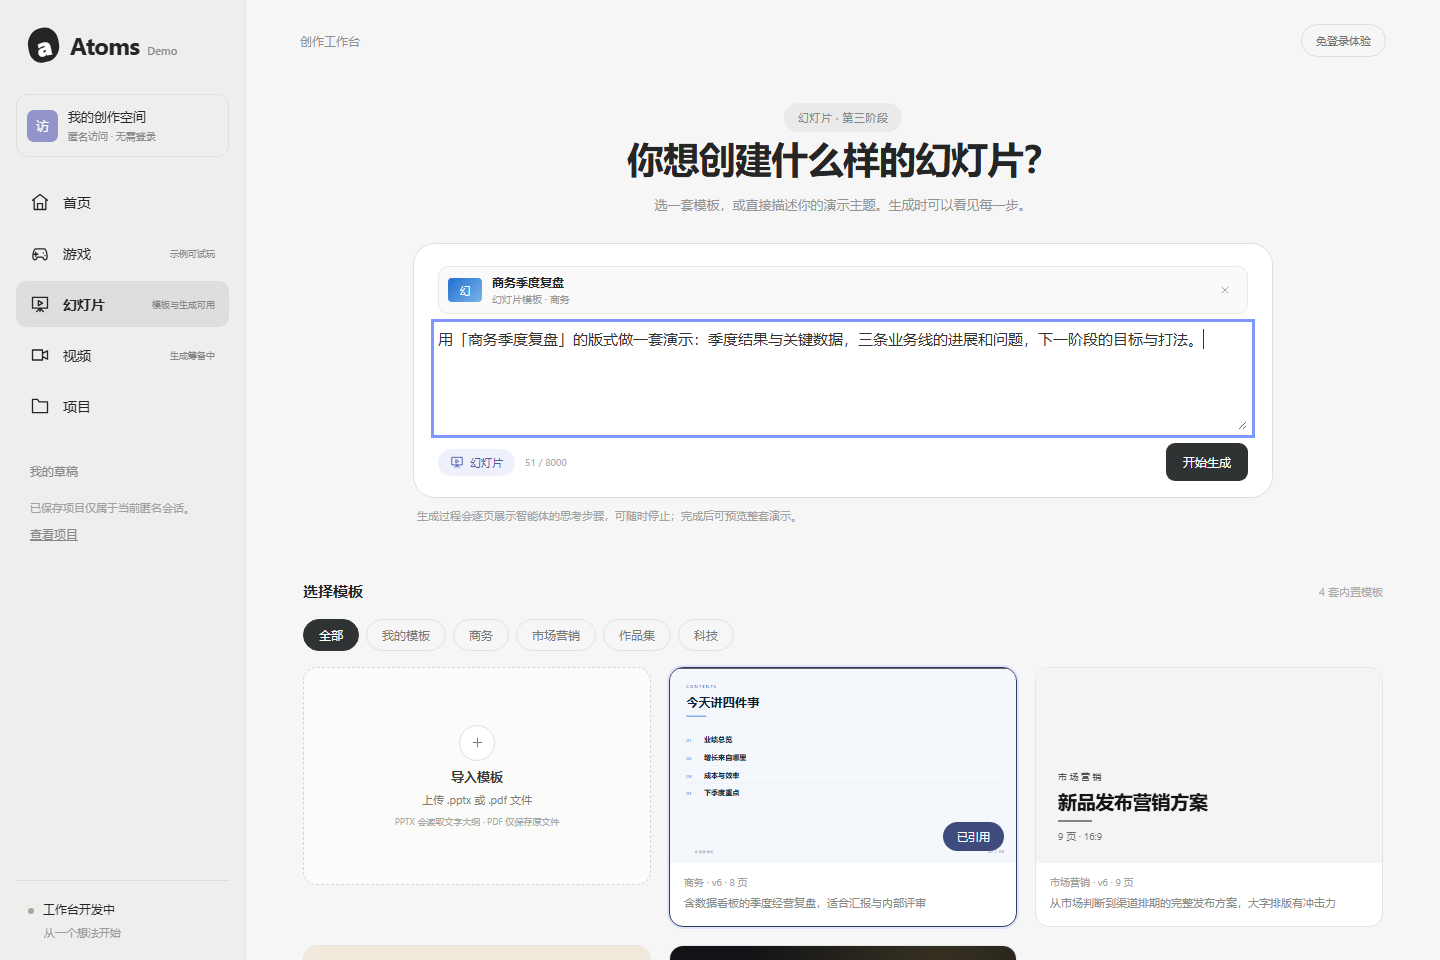 a Atoms Demo
访
我的创作空间
匿名访问 · 无需登录
首页
游戏 示例可试玩
幻灯片 模板与生成可用
视频 生成筹备中
项目
我的草稿
已保存项目仅属于当前匿名会话。
查看项目
工作台开发中
从一个想法开始
创作工作台
免登录体验
幻灯片 · 第三阶段
你想创建什么样的幻灯片？
选一套模板，或直接描述你的演示主题。生成时可以看见每一步。
幻
商务季度复盘
幻灯片模板 · 商务
用「商务季度复盘」的版式做一套演示：季度结果与关键数据，三条业务线的进展和问题，下一阶段的目标与打法。
幻灯片 51 / 8000
开始生成
生成过程会逐页展示智能体的思考步骤，可随时停止；完成后可预览整套演示。
选择模板
4 套内置模板
全部 我的模板 商务 市场营销 作品集 科技
导入模板
上传 .pptx 或 .pdf 文件
PPTX 会读取文字大纲 · PDF 仅保存原文件
CONTENTS
今天讲四件事
01 业绩总览
02 增长来自哪里
03 成本与效率
04 下季度重点
已引用
商务 · v6 · 8 页
含数据看板的季度经营复盘，适合汇报与内部评审
市场营销
新品发布营销方案
9 页 · 16:9
市场营销 · v6 · 9 页
从市场判断到渠道排期的完整发布方案，大字排版有冲击力